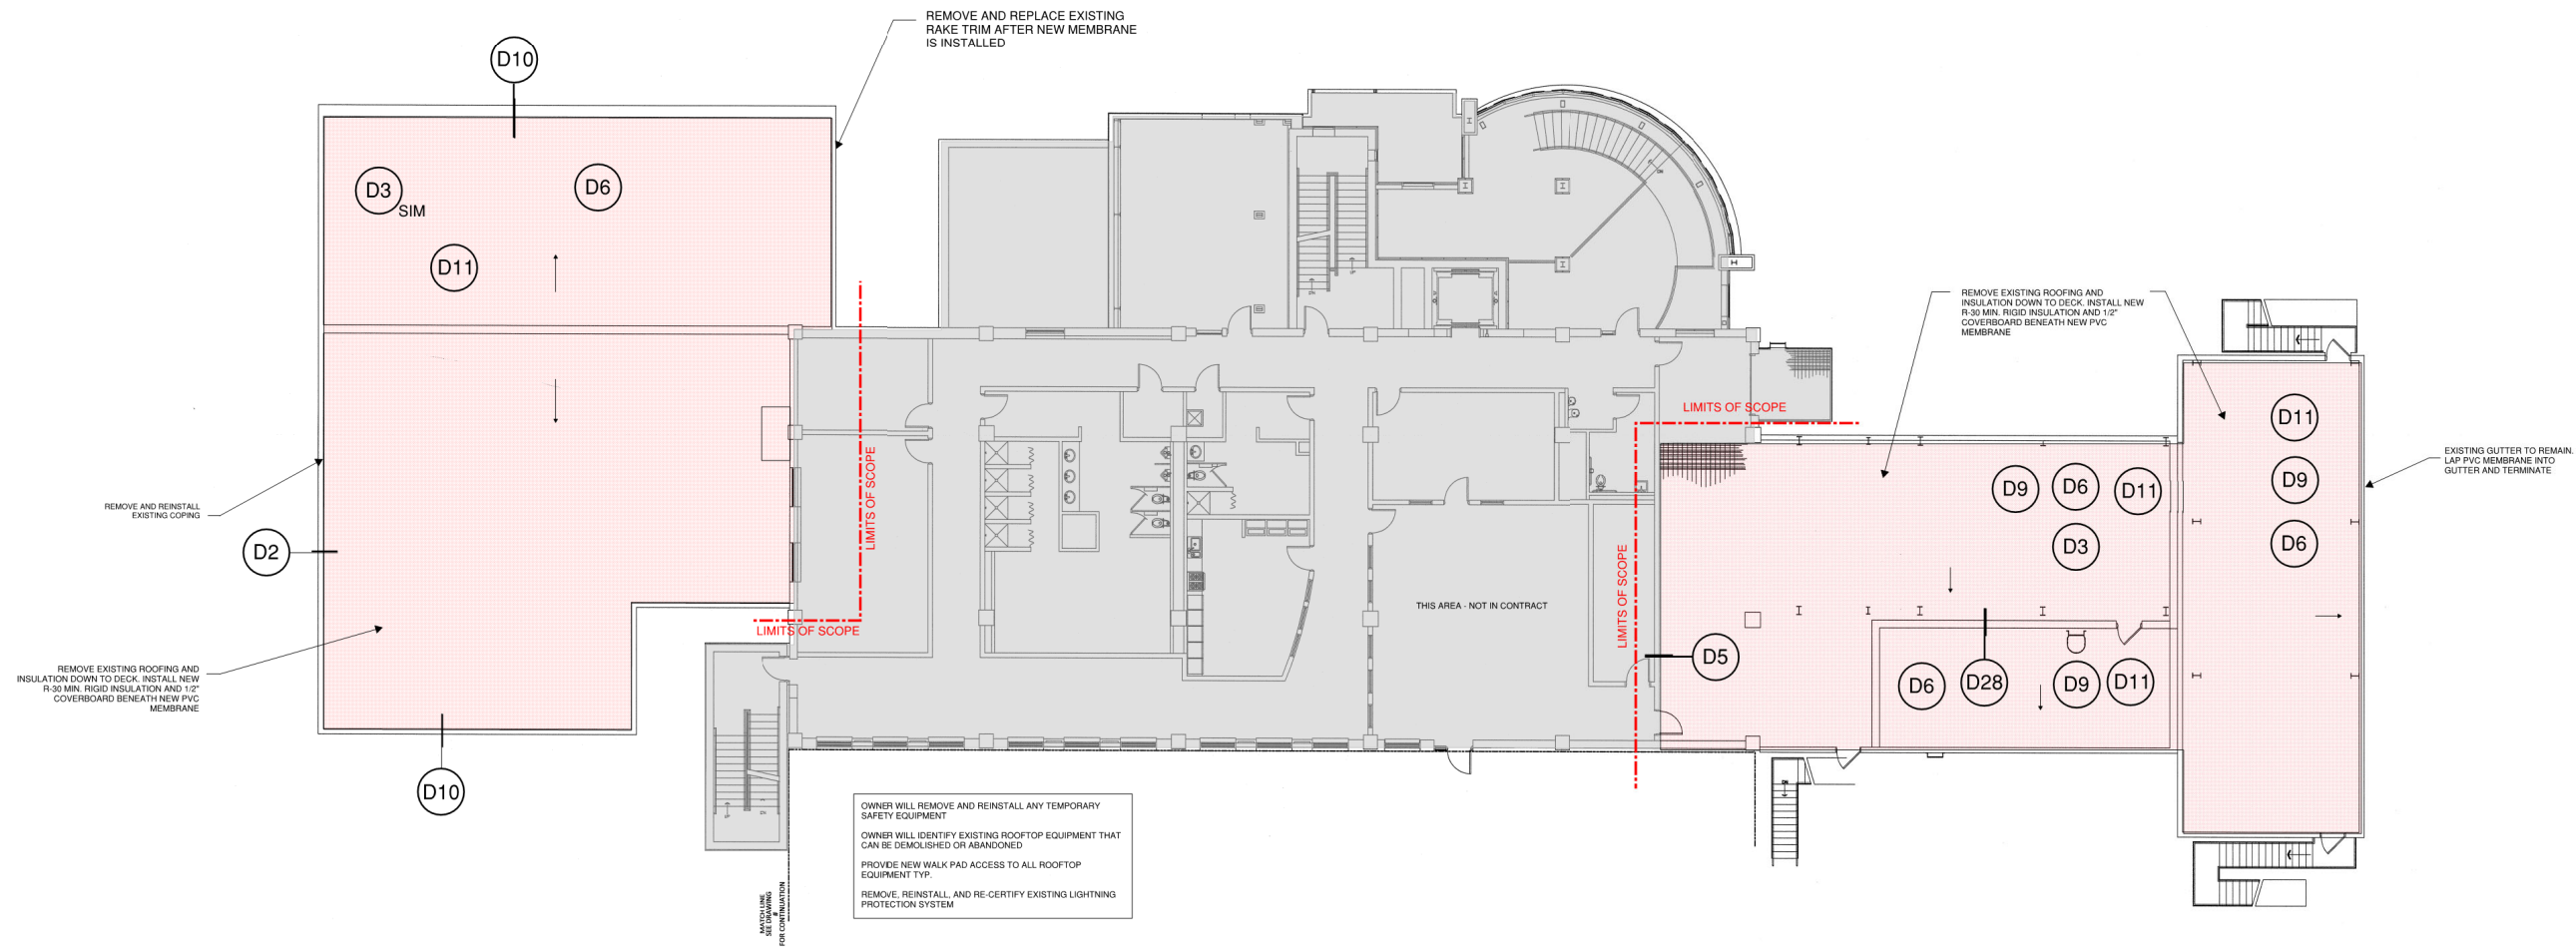 REMOVE AND REPLACE EXISTING
RAKE TRIM AFTER NEW MEMBRANE
IS INSTALLED
D10
D3
SIM
D6
D11
REMOVE EXISTING ROOFING AND
INSULATION DOWN TO DECK. INSTALL NEW
R-30 MIN. RIGID INSULATION AND 1/2"
COVERBOARD BENEATH NEW PVC
MEMBRANE
LIMITS OF SCOPE
D11
D9
D6
EXISTING GUTTER TO REMAIN.
LAP PVC MEMBRANE INTO
GUTTER AND TERMINATE
D9
D6
D11
D3
REMOVE AND REINSTALL
EXISTING COPING
D2
LIMITS OF SCOPE
LIMITS OF SCOPE
THIS AREA - NOT IN CONTRACT
LIMITS OF SCOPE
D5
D6
D28
D9
D11
REMOVE EXISTING ROOFING AND
INSULATION DOWN TO DECK. INSTALL NEW
R-30 MIN. RIGID INSULATION AND 1/2"
COVERBOARD BENEATH NEW PVC
MEMBRANE
D10
OWNER WILL REMOVE AND REINSTALL ANY TEMPORARY
SAFETY EQUIPMENT
OWNER WILL IDENTIFY EXISTING ROOFTOP EQUIPMENT THAT
CAN BE DEMOLISHED OR ABANDONED
PROVIDE NEW WALK PAD ACCESS TO ALL ROOFTOP
EQUIPMENT TYP.
REMOVE, REINSTALL, AND RE-CERTIFY EXISTING LIGHTNING
PROTECTION SYSTEM
MATCH LINE
SEE DRAWING
#
FOR CONTINUATION